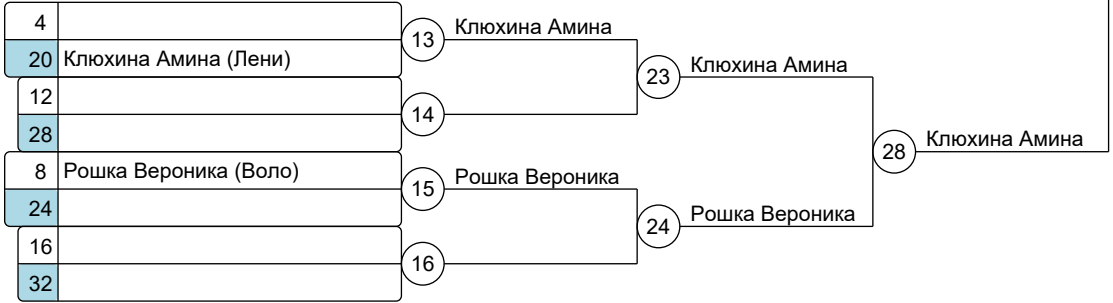 4
13
Клюхина Амина
20 Клюхина Амина (Лени)
23
Клюхина Амина
12
14
28
28
Клюхина Амина
8 Рошка Вероника (Воло)
15
Рошка Вероника
24
24
Рошка Вероника
16
16
32